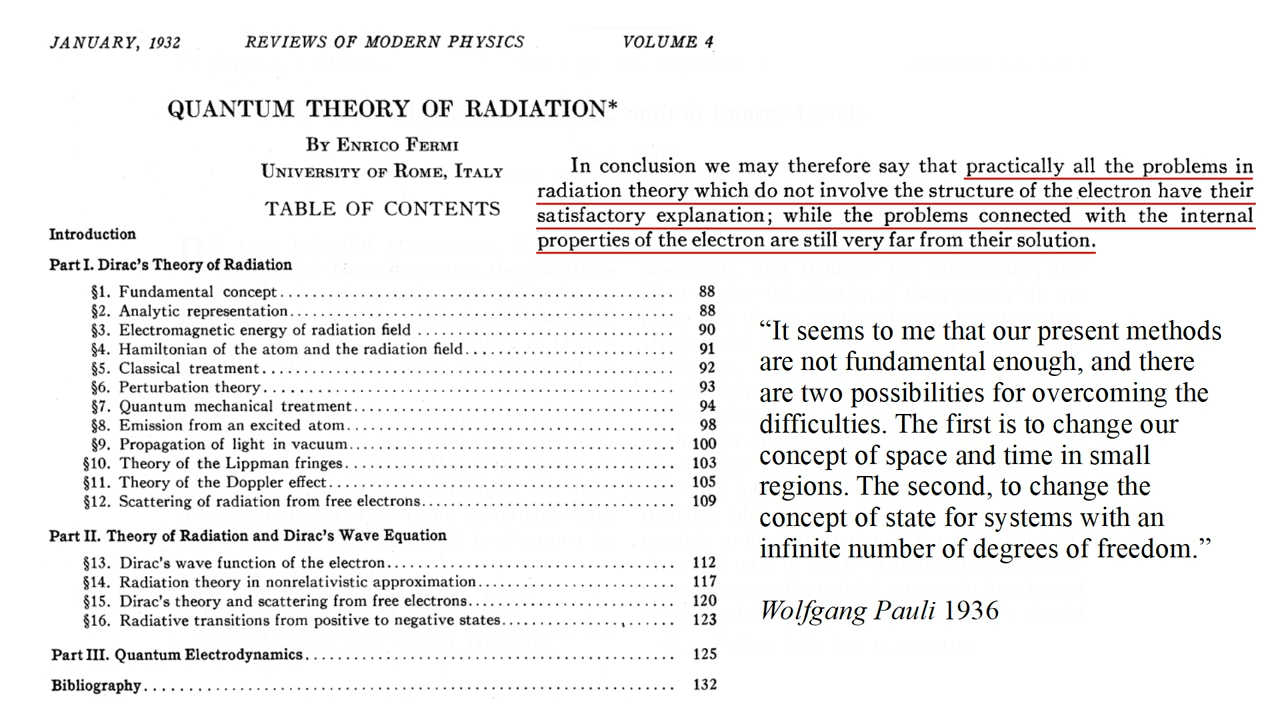 JANUARY, 1932 REVIEWS OF MODERN PHYSICS VOLUME 4
QUANTUM THEORY OF RADIATION*
BY ENRICO FERMI
UNIVERSITY OF ROME, ITALY
TABLE OF CONTENTS
Introduction
Part I. Dirac's Theory of Radiation
§1. Fundamental concept........ 88
§2. Analytic representation........ 88
§3. Electromagnetic energy of radiation field........ 90
§4. Hamiltonian of the atom and the radiation field........ 91
§5. Classical treatment........ 92
§6. Perturbation theory........ 93
§7. Quantum mechanical treatment........ 94
§8. Emission from an excited atom........ 98
§9. Propagation of light in vacuum........ 100
§10. Theory of the Lippman fringes........ 103
§11. Theory of the Doppler effect........ 105
§12. Scattering of radiation from free electrons........ 109
Part II. Theory of Radiation and Dirac's Wave Equation
§13. Dirac's wave function of the electron........ 112
§14. Radiation theory in nonrelativistic approximation........ 117
§15. Dirac's theory and scattering from free electrons........ 120
§16. Radiative transitions from positive to negative states........ 123
Part III. Quantum Electrodynamics........ 125
Bibliography........ 132
In conclusion we may therefore say that practically all the problems in
radiation theory which do not involve the structure of the electron have their
satisfactory explanation; while the problems connected with the internal
properties of the electron are still very far from their solution.
“It seems to me that our present methods
are not fundamental enough, and there
are two possibilities for overcoming the
difficulties. The first is to change our
concept of space and time in small
regions. The second, to change the
concept of state for systems with an
infinite number of degrees of freedom.”
Wolfgang Pauli 1936